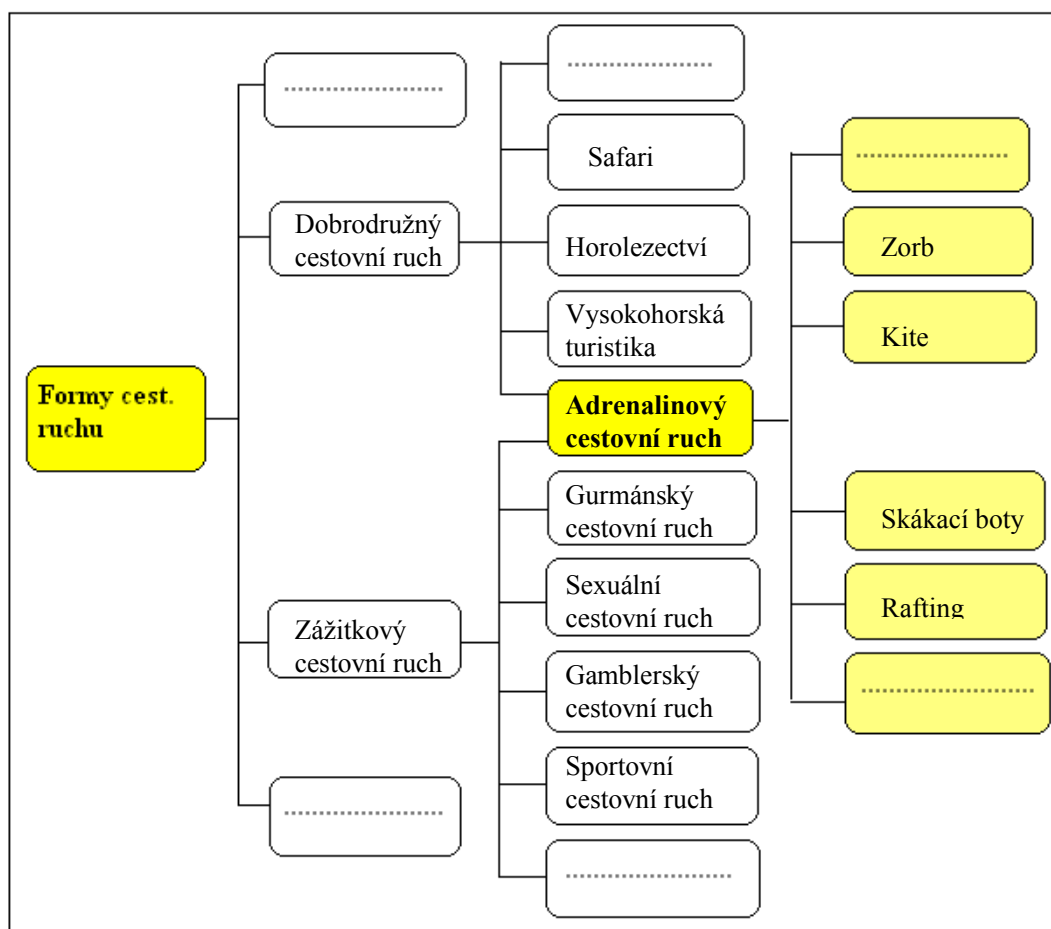 Formy cest.
ruchu
........................
Dobrodružný
cestovní ruch
Zážitkový
cestovní ruch
..........................
......................
Safari
Horolezectví
Vysokohorská
turistika
Adrenalinový
cestovní ruch
Gurmánský
cestovní ruch
Sexuální
cestovní ruch
Gamblerský
cestovní ruch
Sportovní
cestovní ruch
.........................
.......................
Zorb
Kite
Skákací boty
Rafting
..........................